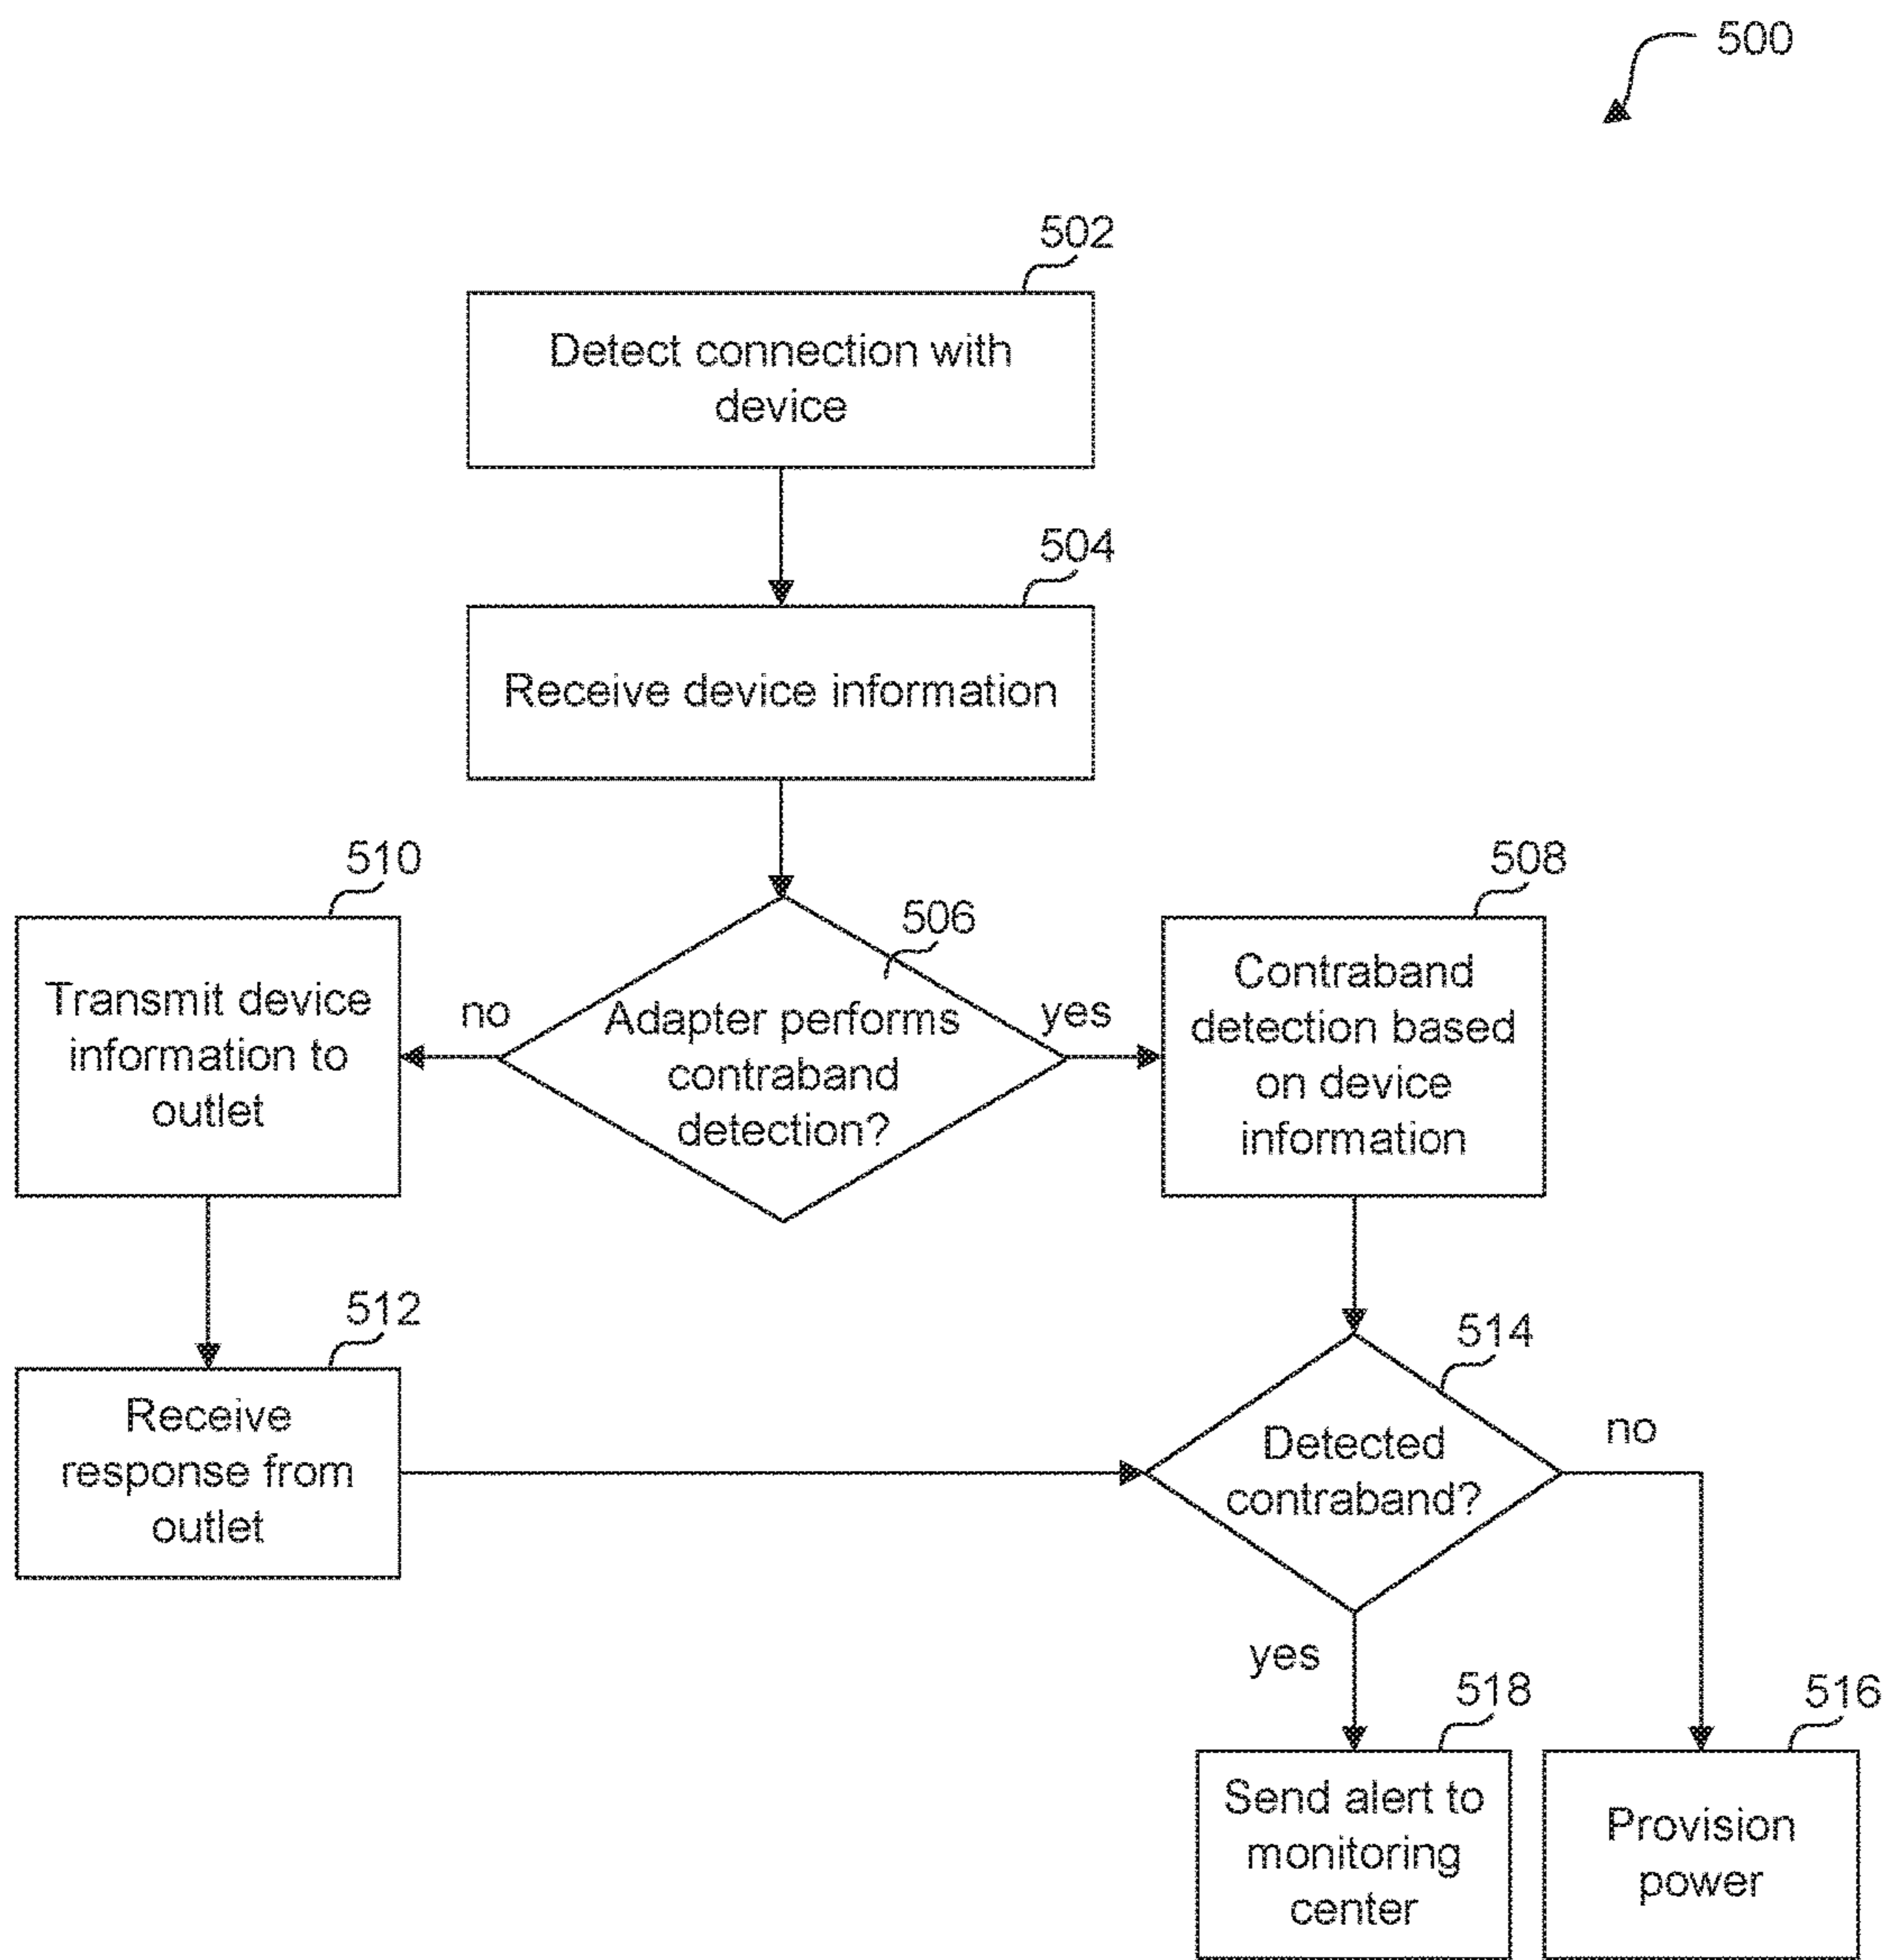 500
502
Detect connection with
device
504
Receive device information
510
Transmit device
information to
outlet
no
506
Adapter performs
contraband
detection?
yes
508
Contraband
detection based
on device
information
512
Receive
response from
outlet
514
Detected
contraband?
no
yes
518
Send alert to
monitoring
center
516
Provision
power